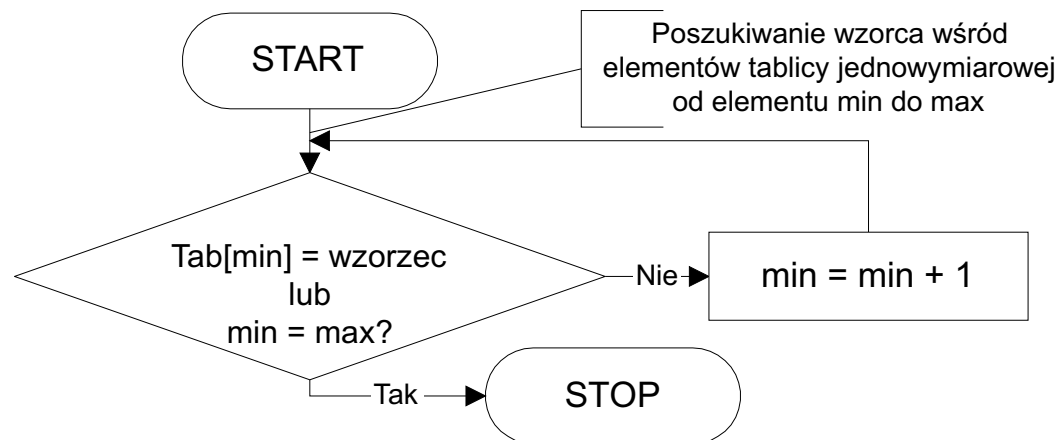 START
Poszukiwanie wzorca wśród
elementów tablicy jednowymiarowej
od elementu min do max
Tab[min] = wzorzec
lub
min = max?
Nie
min = min + 1
Tak
STOP